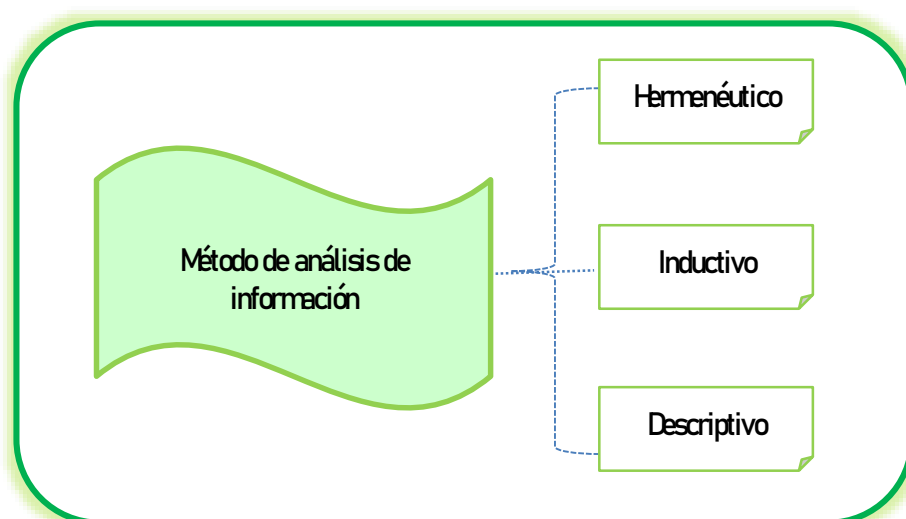 Hermenéutico
Método de análisis de
información
Inductivo
Descriptivo